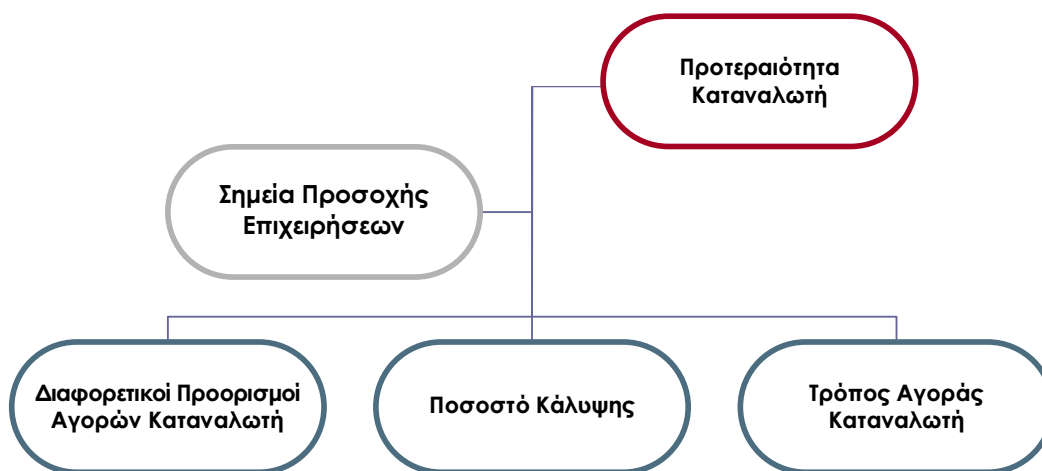 Προτεραιότητα
Καταναλωτή
Σημεία Προσοχής
Επιχειρήσεων
Διαφορετικοί Προορισμοί
Αγορών Καταναλωτή
Ποσοστό Κάλυψης
Τρόπος Αγοράς
Καταναλωτή